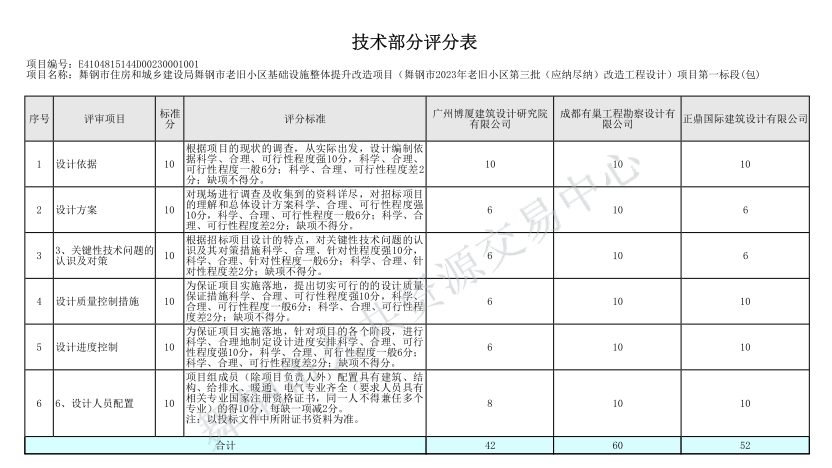 技术部分评分表
项目编号：E4104815144D00230001001
项目名称：舞钢市住房和城乡建设局舞钢市老旧小区基础设施整体提升改造项目（舞钢市2023年老旧小区第三批（应纳尽纳）改造工程设计）项目第一标段(包)
序号 评审项目 标准分 评分标准 广州博厦建筑设计研究院有限公司 成都有巢工程勘察设计有限公司 正鼎国际建筑设计有限公司
1 设计依据 10 根据项目的现状的调查，从实际出发，设计编制依据科学、合理、可行性程度强10分，科学、合理、可行性程度一般6分；科学、合理、可行性程度差2分；缺项不得分。 10 10 10
2 设计方案 10 对现场进行调查及收集到的资料详尽，对招标项目的理解和总体设计方案科学、合理、可行性程度强10分，科学、合理、可行性程度一般6分；科学、合理、可行性程度差2分；缺项不得分。 6 10 6
3 3、关键性技术问题的认识及对策 10 根据招标项目设计的特点，对关键性技术问题的认识及其对策措施科学、合理、针对性程度强10分，科学、合理、针对性程度一般6分；科学、合理、针对性程度差2分；缺项不得分。 6 10 6
4 设计质量控制措施 10 为保证项目实施落地，提出切实可行的的设计质量保证措施科学、合理、可行性程度强10分，科学、合理、可行性程度一般6分；科学、合理、可行性程度差2分；缺项不得分。 6 10 10
5 设计进度控制 10 为保证项目实施落地，针对项目的各个阶段，进行科学、合理地制定设计进度安排科学、合理、可行性程度强10分，科学、合理、可行性程度一般6分；科学、合理、可行性程度差2分；缺项不得分。 6 10 10
6 6、设计人员配置 10 项目组成员（除项目负责人外）配置具有建筑、结构、给排水、暖通、电气专业齐全（要求人员具有相关专业国家注册资格证书，同一人不得兼任多个专业）的得10分，每缺一项减2分。
注：以投标文件中所附证书资料为准。 8 10 10
合计 42 60 52